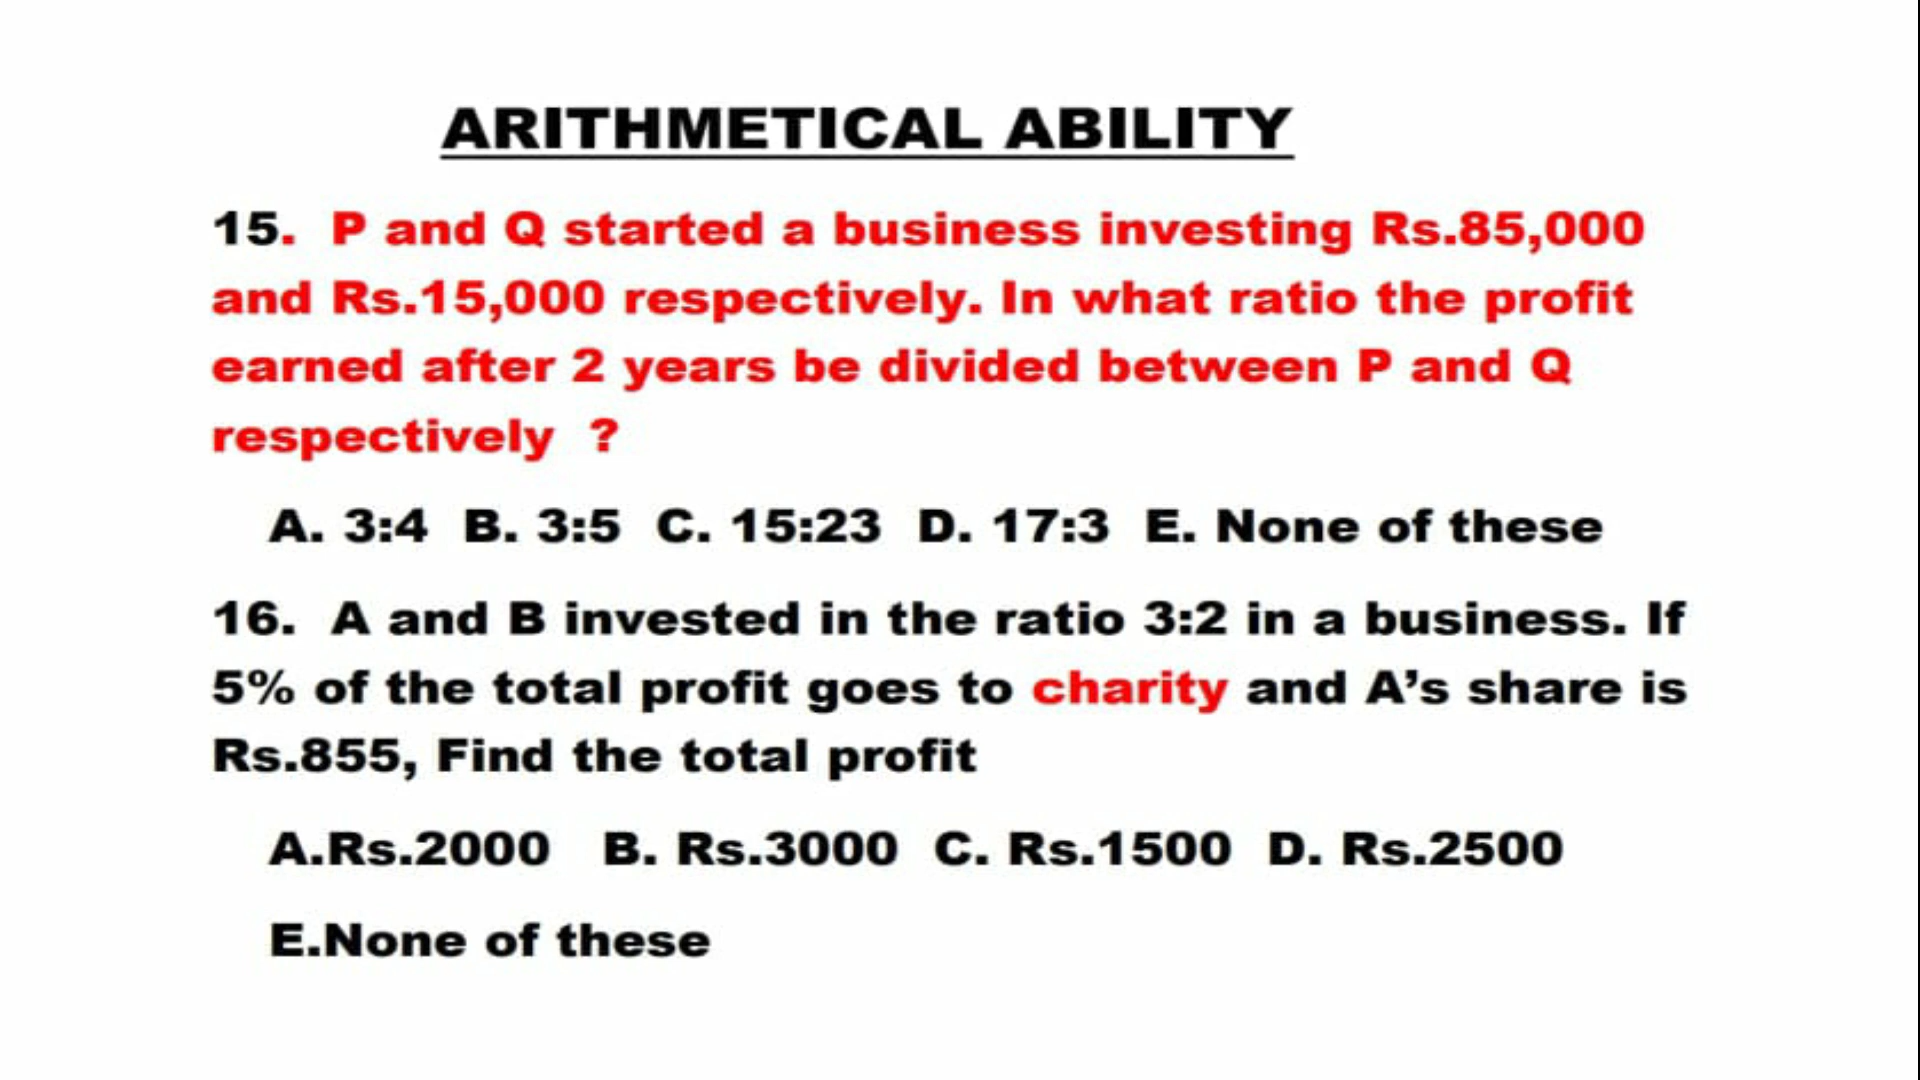 ARITHMETICAL ABILITY
15. P and Q started a business investing Rs.85,000
and Rs.15,000 respectively. In what ratio the profit
earned after 2 years be divided between P and Q
respectively ?
A. 3:4 B. 3:5 C. 15:23 D. 17:3 E. None of these
16. A and B invested in the ratio 3:2 in a business. If
5% of the total profit goes to charity and A’s share is
Rs.855, Find the total profit
A.Rs.2000 B. Rs.3000 C. Rs.1500 D. Rs.2500
E.None of these